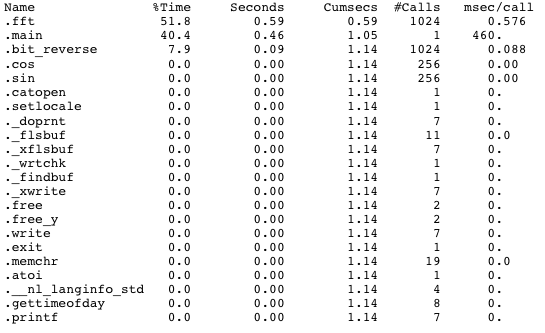 Name %Time Seconds Cumsecs #Calls msec/call
.fft 51.8 0.59 0.59 1024 0.576
.main 40.4 0.46 1.05 1 460.
.bit_reverse 7.9 0.09 1.14 1024 0.088
.cos 0.0 0.00 1.14 256 0.00
.sin 0.0 0.00 1.14 256 0.00
.catopen 0.0 0.00 1.14 1 0.
.setlocale 0.0 0.00 1.14 1 0.
._doprnt 0.0 0.00 1.14 7 0.
._flsbuf 0.0 0.00 1.14 11 0.0
._xflsbuf 0.0 0.00 1.14 7 0.
._wrtchk 0.0 0.00 1.14 1 0.
._findbuf 0.0 0.00 1.14 1 0.
._xwrite 0.0 0.00 1.14 7 0.
.free 0.0 0.00 1.14 2 0.
.free_y 0.0 0.00 1.14 2 0.
.write 0.0 0.00 1.14 7 0.
.exit 0.0 0.00 1.14 1 0.
.memchr 0.0 0.00 1.14 19 0.0
.atoi 0.0 0.00 1.14 1 0.
.__nl_langinfo_std 0.0 0.00 1.14 4 0.
.gettimeofday 0.0 0.00 1.14 8 0.
.printf 0.0 0.00 1.14 7 0.